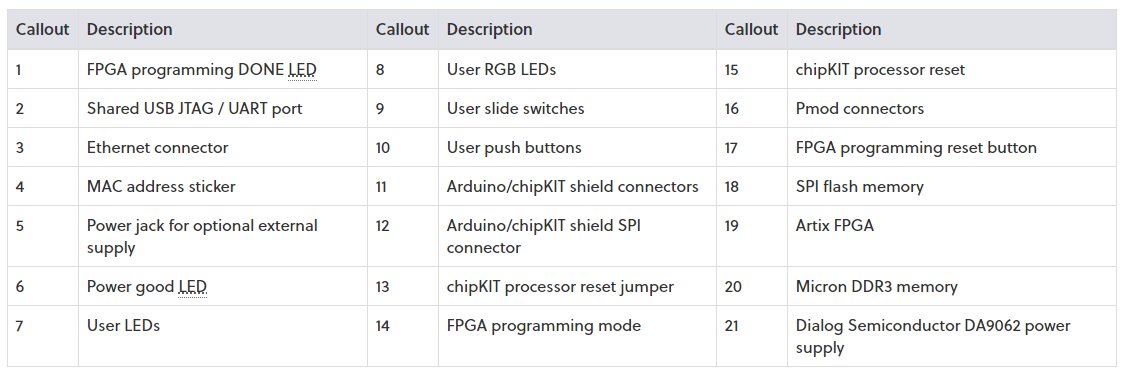 Callout Description Callout Description Callout Description
1 FPGA programming DONE LED 8 User RGB LEDs 15 chipKIT processor reset
2 Shared USB JTAG / UART port 9 User slide switches 16 Pmod connectors
3 Ethernet connector 10 User push buttons 17 FPGA programming reset button
4 MAC address sticker 11 Arduino/chipKIT shield connectors 18 SPI flash memory
5 Power jack for optional external 12 Arduino/chipKIT shield SPI 19 Artix FPGA
supply connector
6 Power good LED 13 chipKIT processor reset jumper 20 Micron DDR3 memory
7 User LEDs 14 FPGA programming mode 21 Dialog Semiconductor DA9062 power
supply